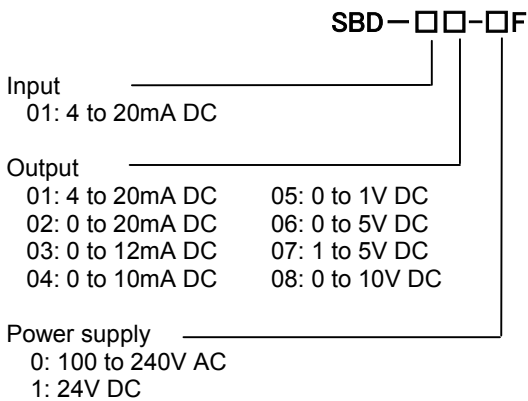 SBD-□□-□F
Input
01: 4 to 20mA DC
Output
01: 4 to 20mA DC 05: 0 to 1V DC
02: 0 to 20mA DC 06: 0 to 5V DC
03: 0 to 12mA DC 07: 1 to 5V DC
04: 0 to 10mA DC 08: 0 to 10V DC
Power supply
0: 100 to 240V AC
1: 24V DC